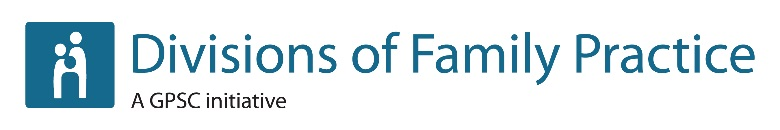 Divisions of Family Practice
A GPSC initiative